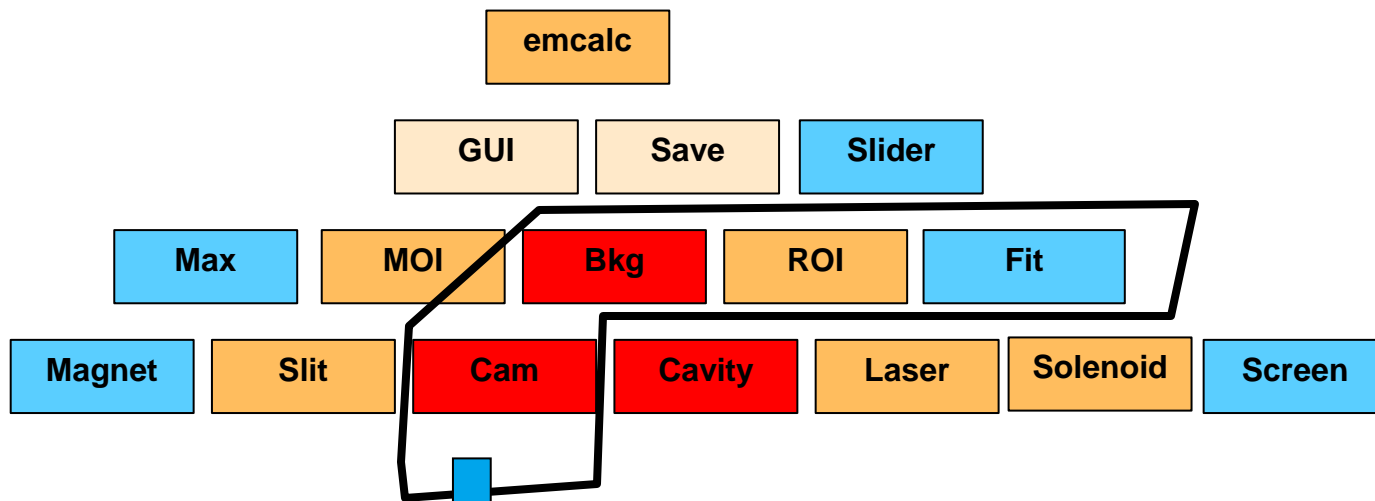 emcalc
GUI Save Slider
Max MOI Bkg ROI Fit
Magnet Slit Cam Cavity Laser Solenoid Screen